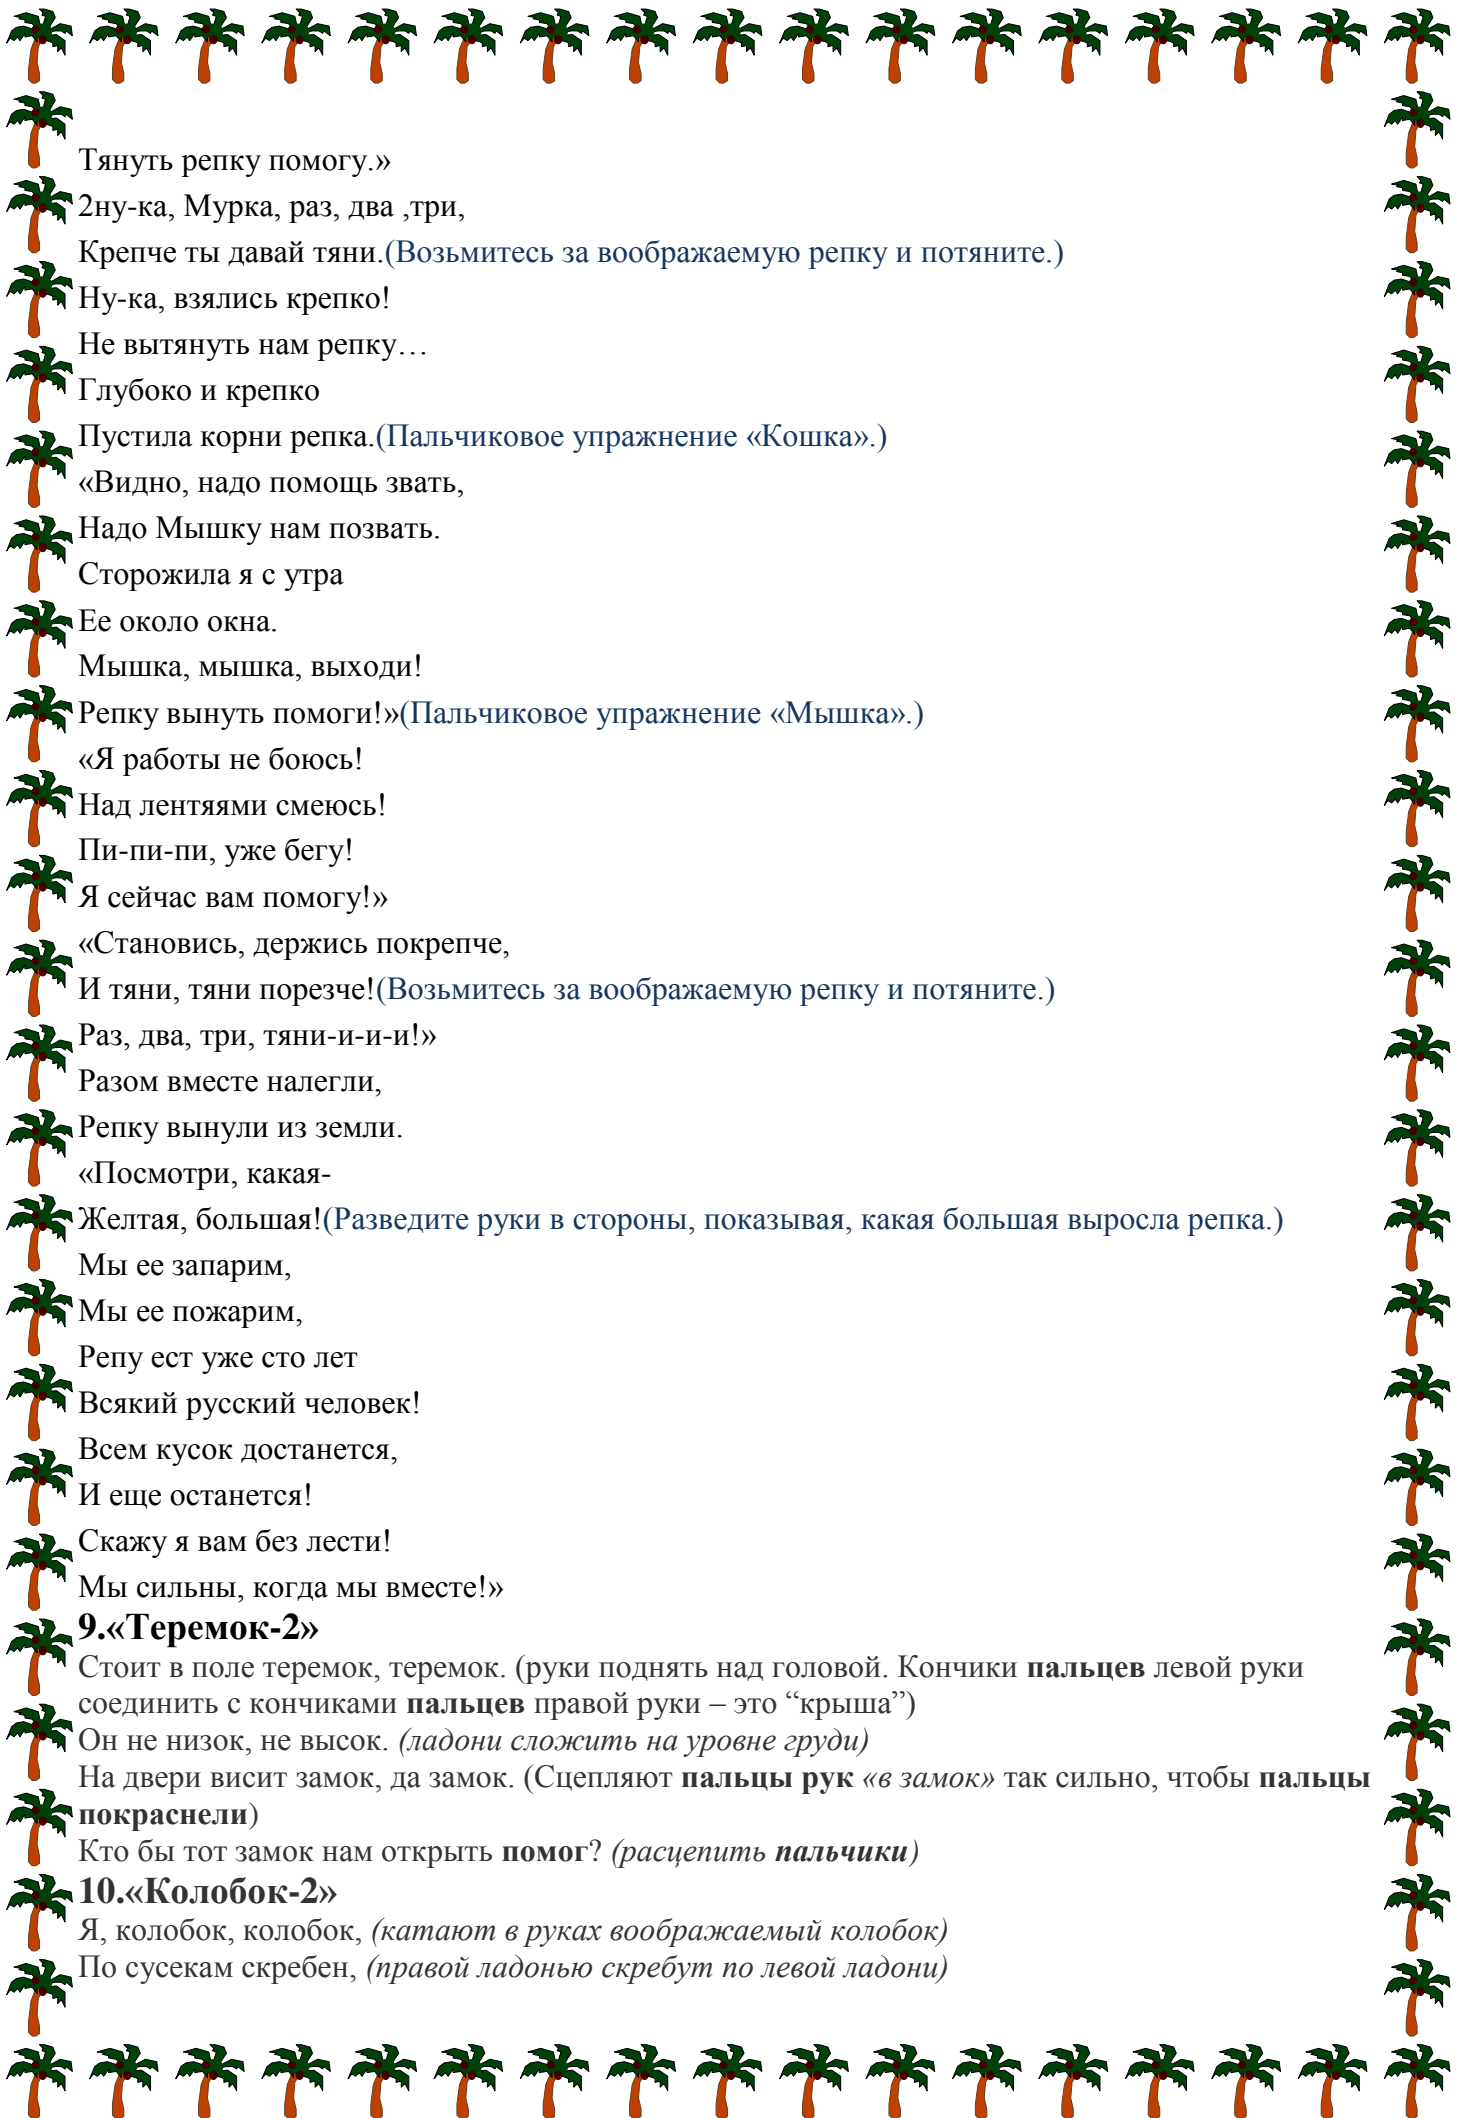 Тянуть репку помогу.»
2ну-ка, Мурка, раз, два ,три,
Крепче ты давай тяни.(Возьмитесь за воображаемую репку и потяните.)
Ну-ка, взялись крепко!
Не вытянуть нам репку…
Глубоко и крепко
Пустила корни репка.(Пальчиковое упражнение «Кошка».)
«Видно, надо помощь звать,
Надо Мышку нам позвать.
Сторожила я с утра
Ее около окна.
Мышка, мышка, выходи!
Репку вынуть помоги!»(Пальчиковое упражнение «Мышка».)
«Я работы не боюсь!
Над лентяями смеюсь!
Пи-пи-пи, уже бегу!
Я сейчас вам помогу!»
«Становись, держись покрепче,
И тяни, тяни порезче!(Возьмитесь за воображаемую репку и потяните.)
Раз, два, три, тяни-и-и-и!»
Разом вместе налегли,
Репку вынули из земли.
«Посмотри, какая-
Желтая, большая!(Разведите руки в стороны, показывая, какая большая выросла репка.)
Мы ее запарим,
Мы ее пожарим,
Репу ест уже сто лет
Всякий русский человек!
Всем кусок достанется,
И еще останется!
Скажу я вам без лести!
Мы сильны, когда мы вместе!»
9.«Теремок-2»
Стоит в поле теремок, теремок. (руки поднять над головой. Кончики пальцев левой руки
соединить с кончиками пальцев правой руки – это “крыша”)
Он не низок, не высок. (ладони сложить на уровне груди)
На двери висит замок, да замок. (Сцепляют пальцы рук «в замок» так сильно, чтобы пальцы
покраснели)
Кто бы тот замок нам открыть помог? (расцепить пальчики)
10.«Колобок-2»
Я, колобок, колобок, (катают в руках воображаемый колобок)
По сусекам скребен, (правой ладонью скребут по левой ладони)